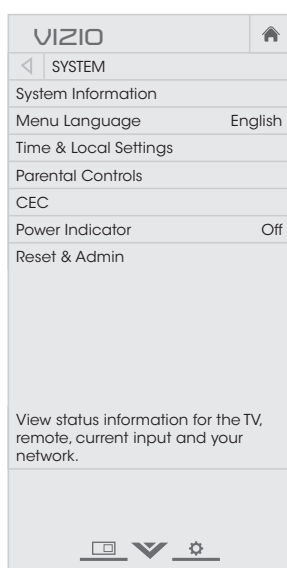 VIZIO
SYSTEM
System Information
Menu Language English
Time & Local Settings
Parental Controls
CEC
Power Indicator Off
Reset & Admin
View status information for the TV,
remote, current input and your
network.